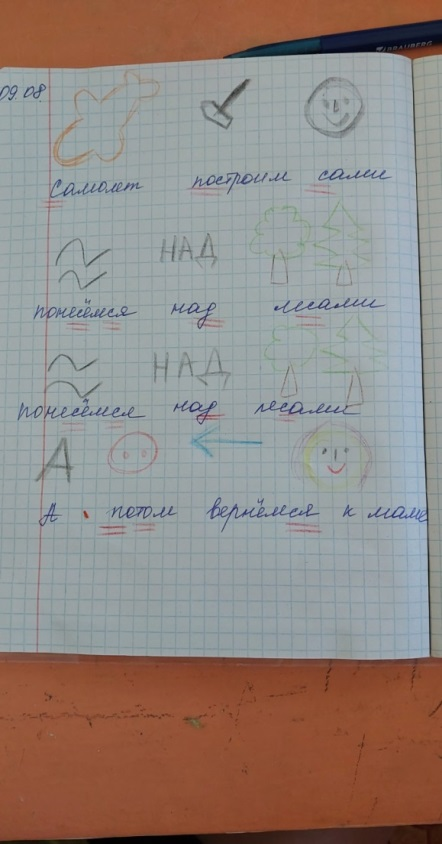 09.08
Самолет построим сами
НАД
понесёмся над лесами
НАД
понесёмся над лесами
А
А потом вернёмся к маме